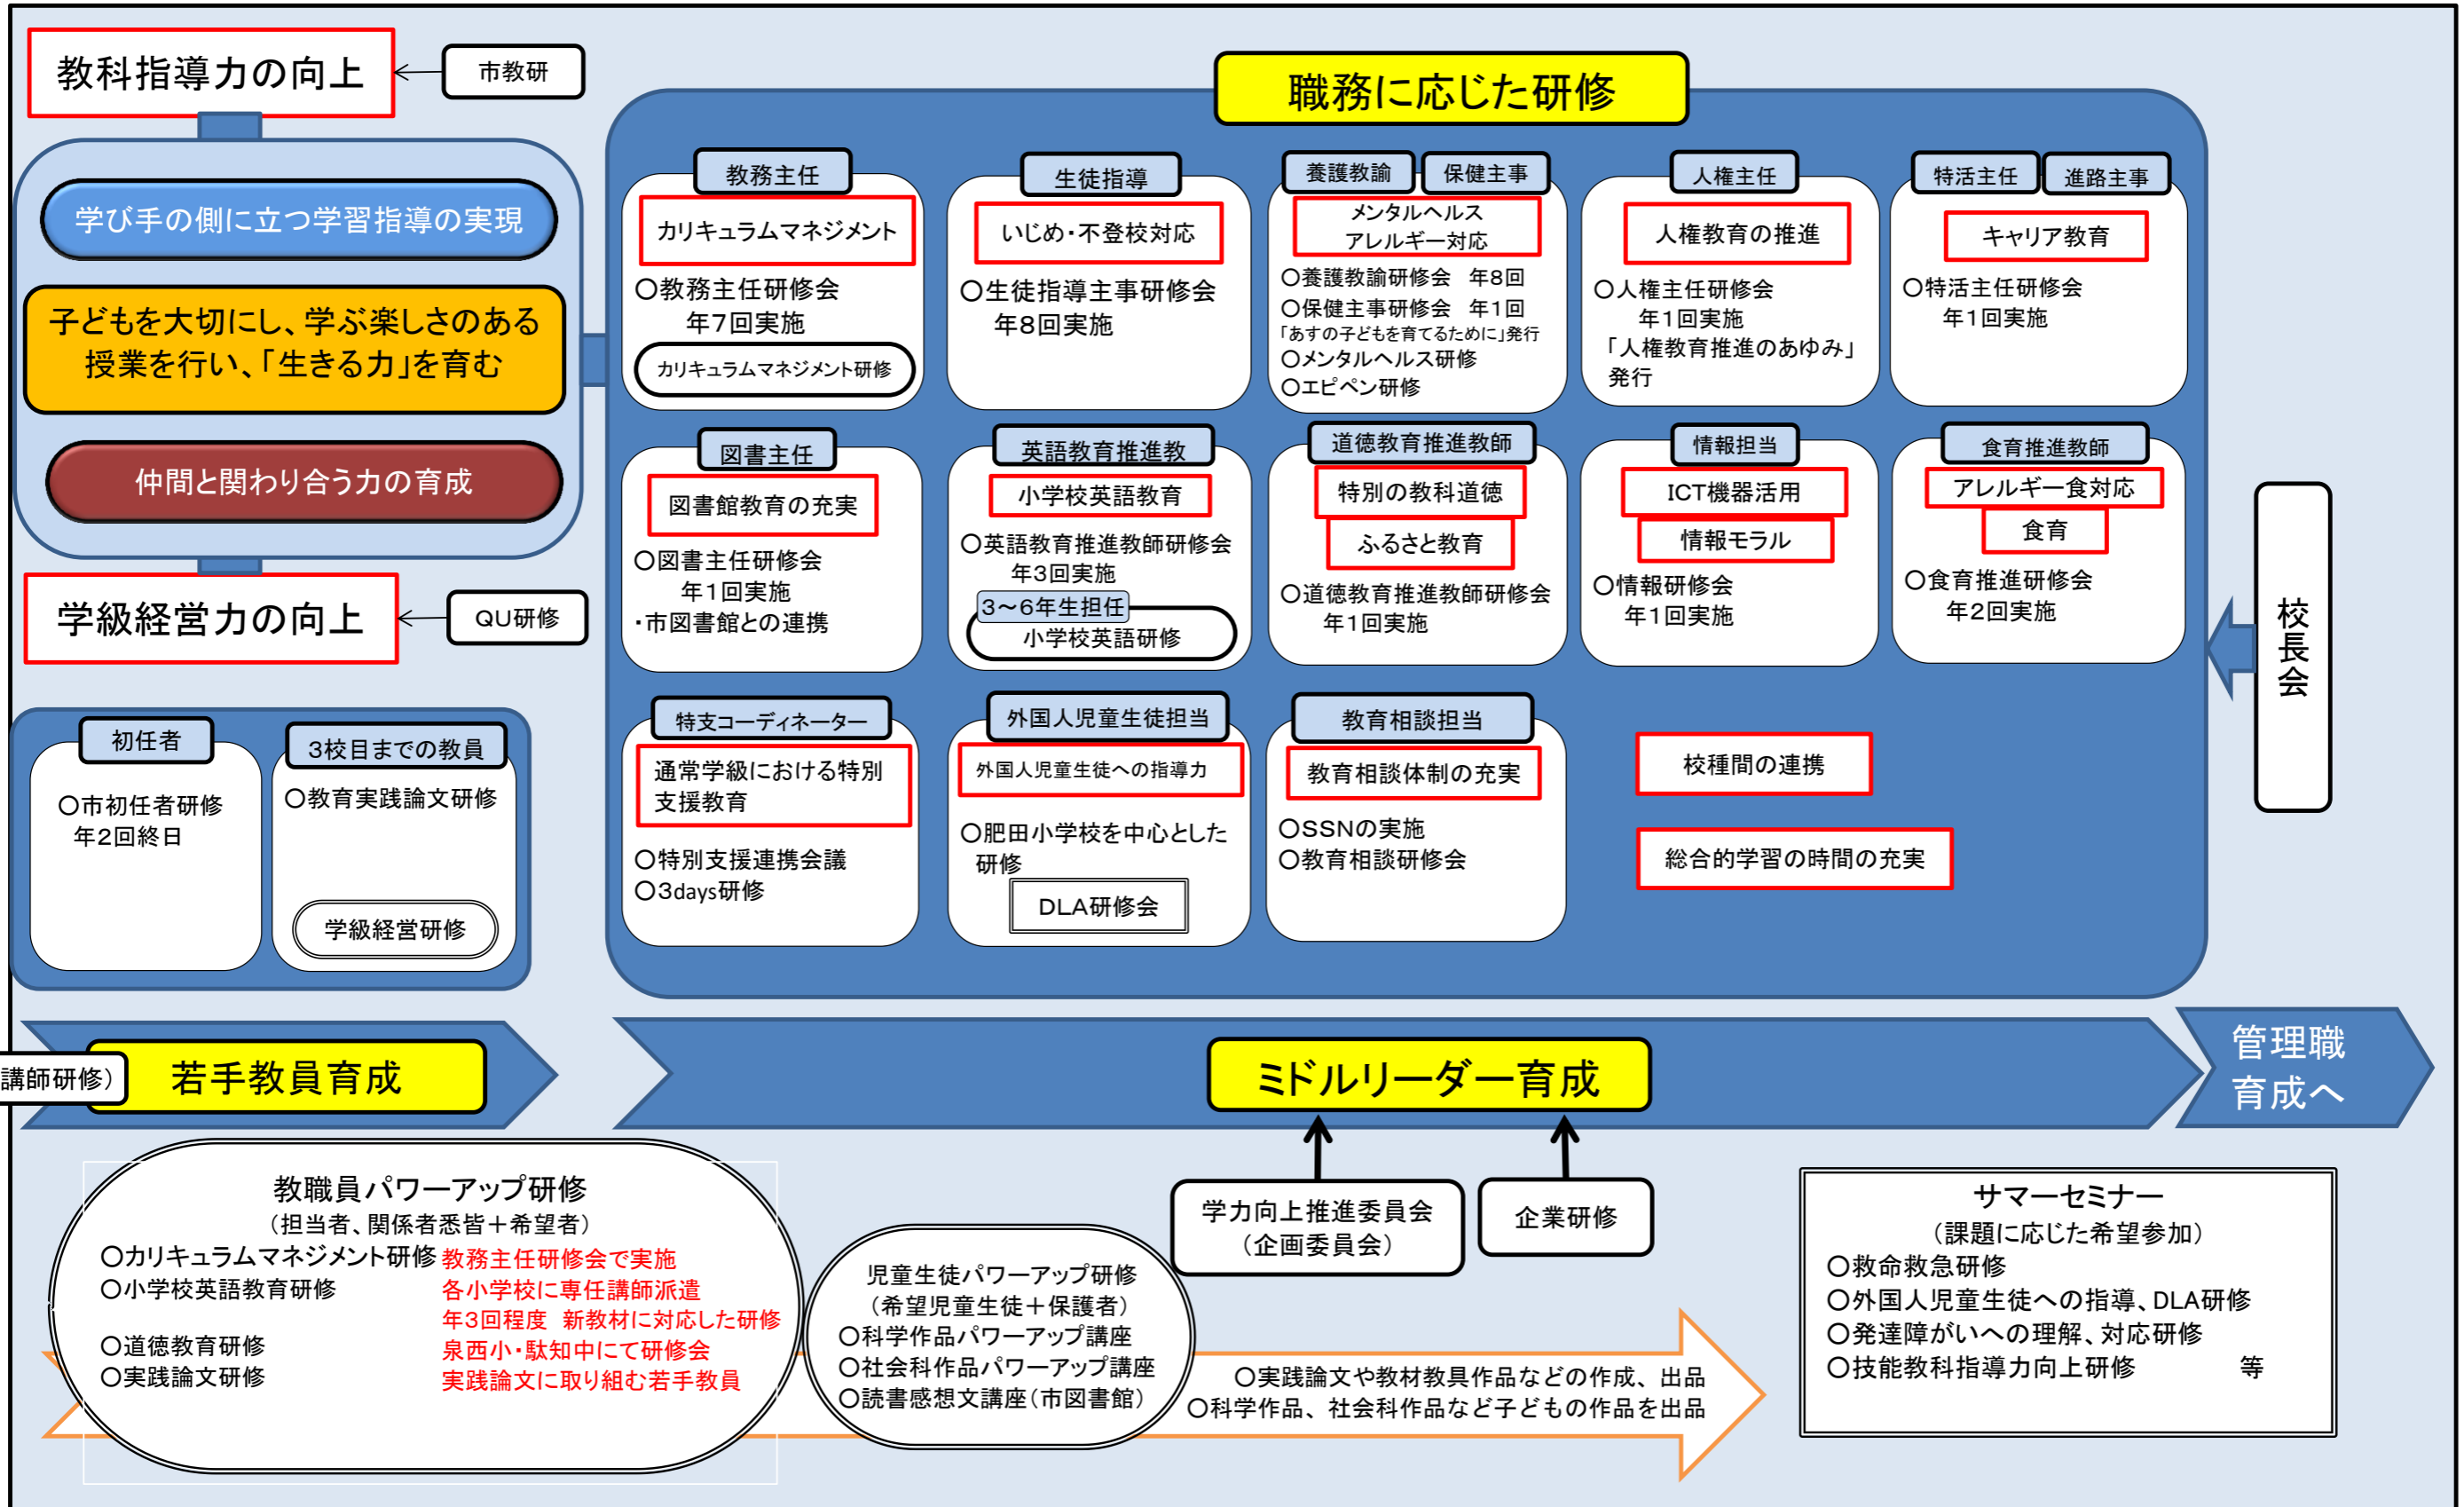 教科指導力の向上
市教研
学び手の側に立つ学習指導の実現
子どもを大切にし、学ぶ楽しさのある
授業を行い、「生きる力」を育む
仲間と関わり合う力の育成
学級経営力の向上
QU研修
職務に応じた研修
教務主任
カリキュラムマネジメント
○教務主任研修会
年7回実施
カリキュラムマネジメント研修
生徒指導
いじめ・不登校対応
○生徒指導主事研修会
年8回実施
養護教諭
保健主事
メンタルヘルス
アレルギー対応
○養護教諭研修会 年8回
○保健主事研修会 年1回
「あすの子どもを育てるために」発行
○メンタルヘルス研修
○エピペン研修
人権主任
人権教育の推進
○人権主任研修会
年1回実施
「人権教育推進のあゆみ」
発行
特活主任
進路主事
キャリア教育
○特活主任研修会
年1回実施
図書主任
図書館教育の充実
○図書主任研修会
年1回実施
・市図書館との連携
英語教育推進教
小学校英語教育
○英語教育推進教師研修会
年3回実施
3～6年生担任
小学校英語研修
道徳教育推進教師
特別の教科道徳
ふるさと教育
○道徳教育推進教師研修会
年1回実施
情報担当
ICT機器活用
情報モラル
○情報研修会
年1回実施
食育推進教師
アレルギー食対応
食育
○食育推進研修会
年2回実施
特支コーディネーター
通常学級における特別
支援教育
○特別支援連携会議
○3days研修
外国人児童生徒担当
外国人児童生徒への指導力
○肥田小学校を中心とした
研修
DLA研修会
教育相談担当
教育相談体制の充実
○SSNの実施
○教育相談研修会
校種間の連携
総合的学習の時間の充実
校長会
初任者
○市初任者研修
年2回終日
3校目までの教員
○教育実践論文研修
学級経営研修
講師研修）
若手教員育成
ミドルリーダー育成
管理職
育成へ
教職員パワーアップ研修
（担当者、関係者悉皆＋希望者）
○カリキュラムマネジメント研修 教務主任研修会で実施
○小学校英語教育研修 各小学校に専任講師派遣
年3回程度 新教材に対応した研修
○道徳教育研修 泉西小・駄知中にて研修会
○実践論文研修 実践論文に取り組む若手教員
児童生徒パワーアップ研修
（希望児童生徒＋保護者）
○科学作品パワーアップ講座
○社会科作品パワーアップ講座
○読書感想文講座（市図書館）
学力向上推進委員会
（企画委員会）
企業研修
○実践論文や教材教具作品などの作成、出品
○科学作品、社会科作品など子どもの作品を出品
サマーセミナー
（課題に応じた希望参加）
○救命救急研修
○外国人児童生徒への指導、DLA研修
○発達障がいへの理解、対応研修
○技能教科指導力向上研修 等